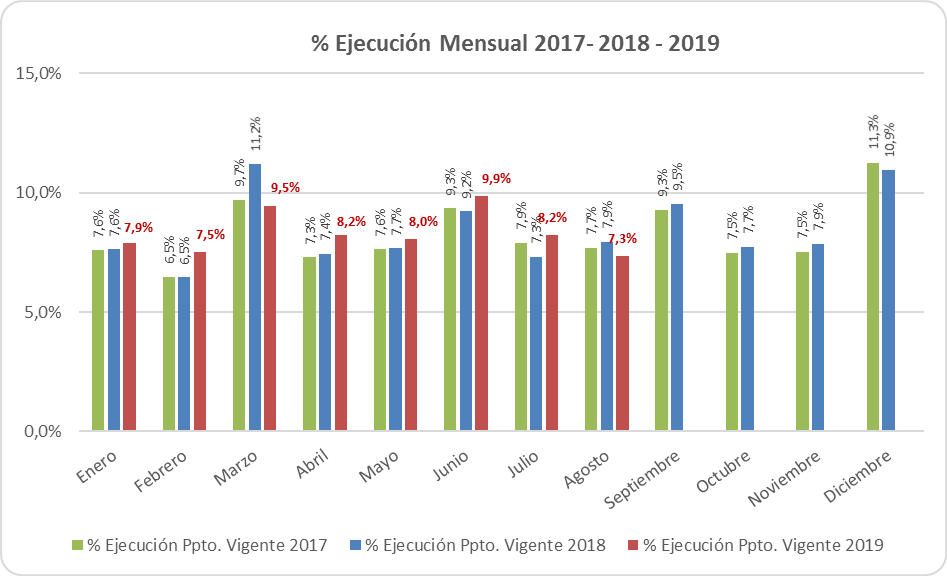 % Ejecución Mensual 2017- 2018 - 2019
15,0%
10,0%
5,0%
0,0%
7,6%
7,6%
7,9%
6,5%
6,5%
7,5%
9,7%
11,2%
9,5%
7,3%
7,4%
8,2%
7,6%
7,7%
8,0%
9,3%
9,2%
9,9%
7,9%
7,3%
8,2%
7,7%
7,9%
7,3%
9,3%
9,5%
7,5%
7,7%
7,5%
7,9%
11,3%
10,9%
Enero
Febrero
Marzo
Abril
Mayo
Junio
Julio
Agosto
Septiembre
Octubre
Noviembre
Diciembre
% Ejecución Ppto. Vigente 2017
% Ejecución Ppto. Vigente 2018
% Ejecución Ppto. Vigente 2019